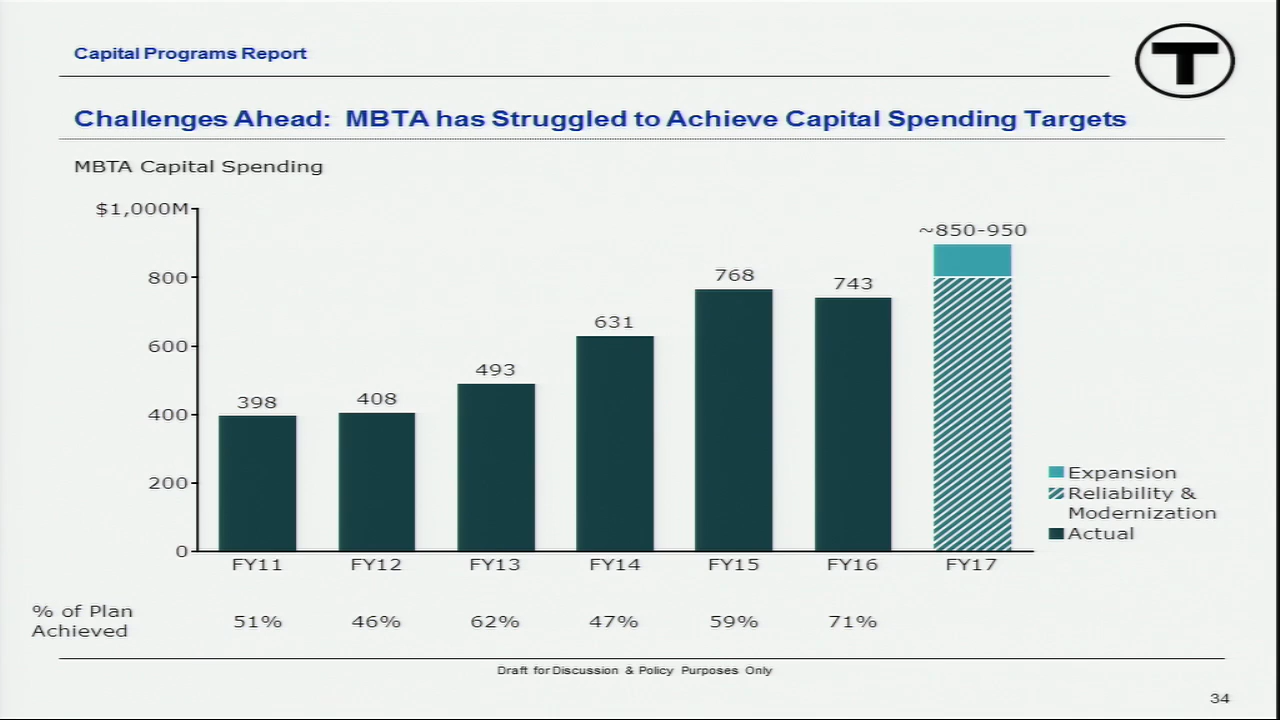 Capital Programs Report
T
Challenges Ahead: MBTA has Struggled to Achieve Capital Spending Targets
MBTA Capital Spending
$1,000M
800
600
400
200
0
398
408
493
631
768
743
~850-950
FY11
FY12
FY13
FY14
FY15
FY16
FY17
Expansion
Reliability &
Modernization
Actual
% of Plan
Achieved
51%
46%
62%
47%
59%
71%
Draft for Discussion & Policy Purposes Only
34